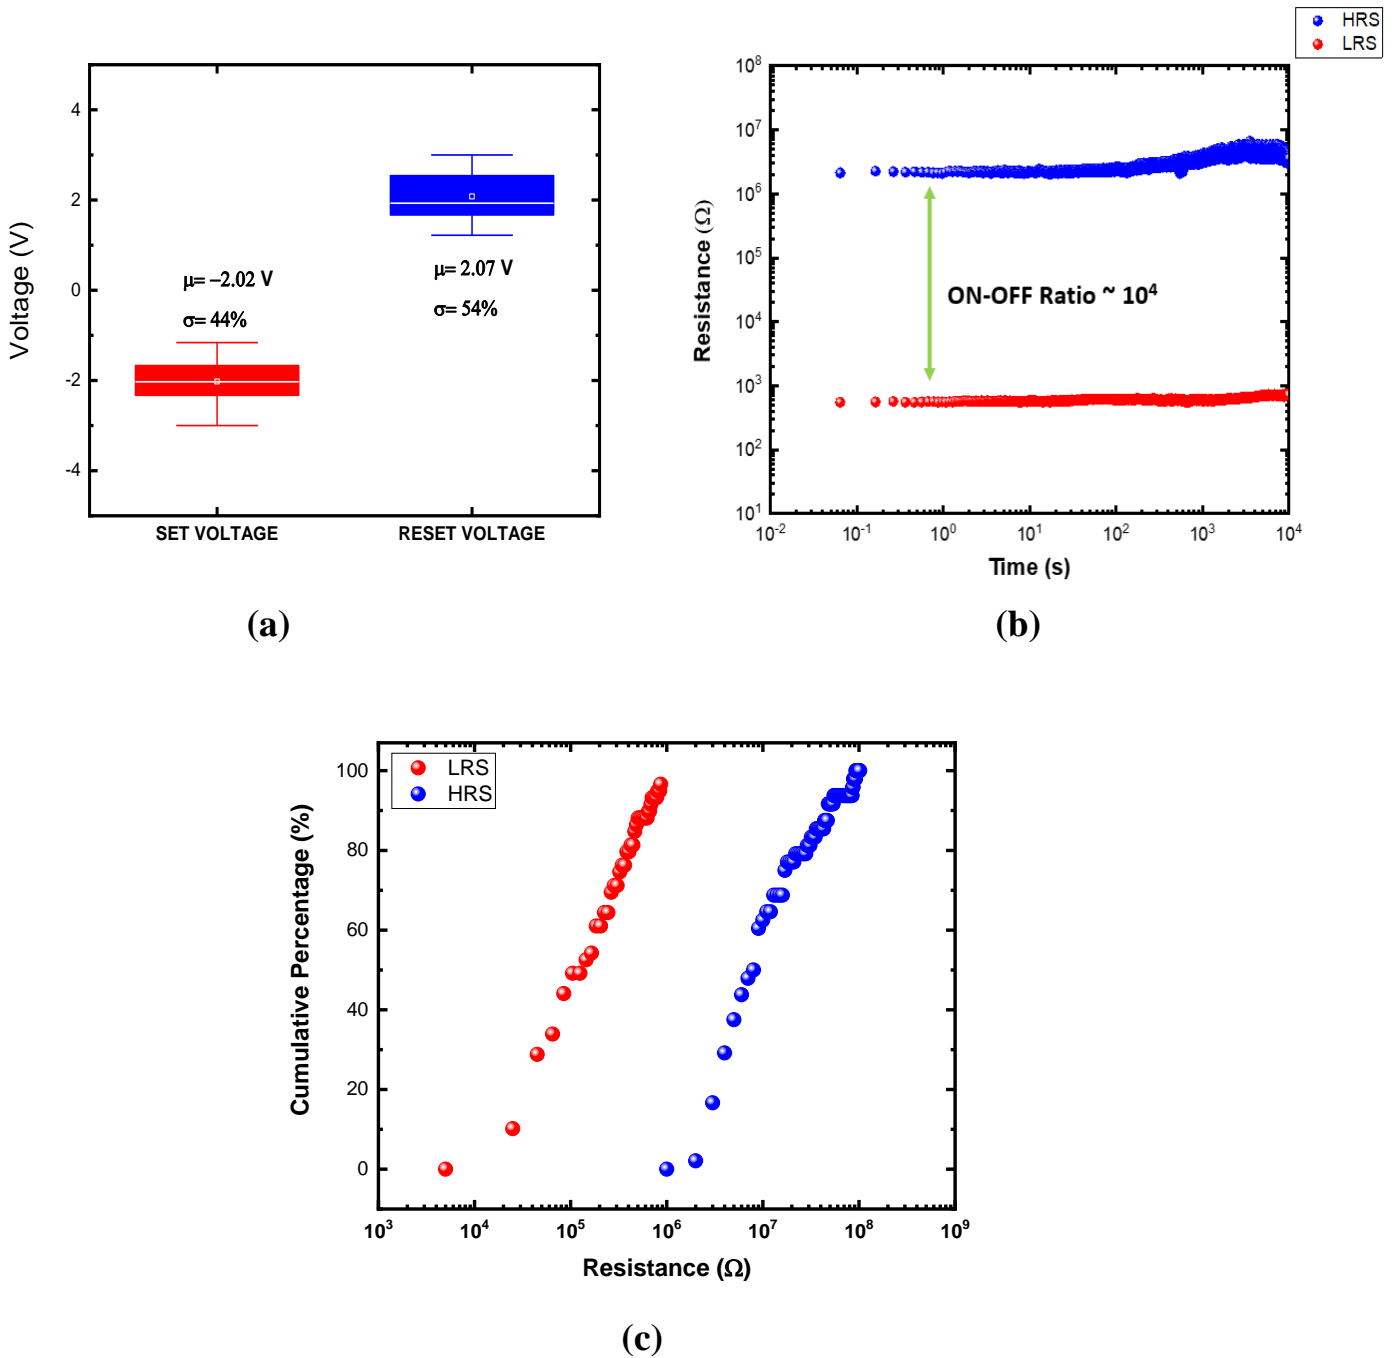 HRS
LRS
4
2
0
-2
-4
Voltage (V)
μ= −2.02 V
σ= 44%
μ= 2.07 V
σ= 54%
SET VOLTAGE
RESET VOLTAGE
(a)
10⁸
10⁷
10⁶
10⁵
10⁴
10³
10²
10¹
Resistance (Ω)
ON-OFF Ratio ~ 10⁴
10⁻²
10⁻¹
10⁰
10¹
10²
10³
10⁴
Time (s)
(b)
LRS
HRS
100
80
60
40
20
0
Cumulative Percentage (%)
10³
10⁴
10⁵
10⁶
10⁷
10⁸
10⁹
Resistance (Ω)
(c)